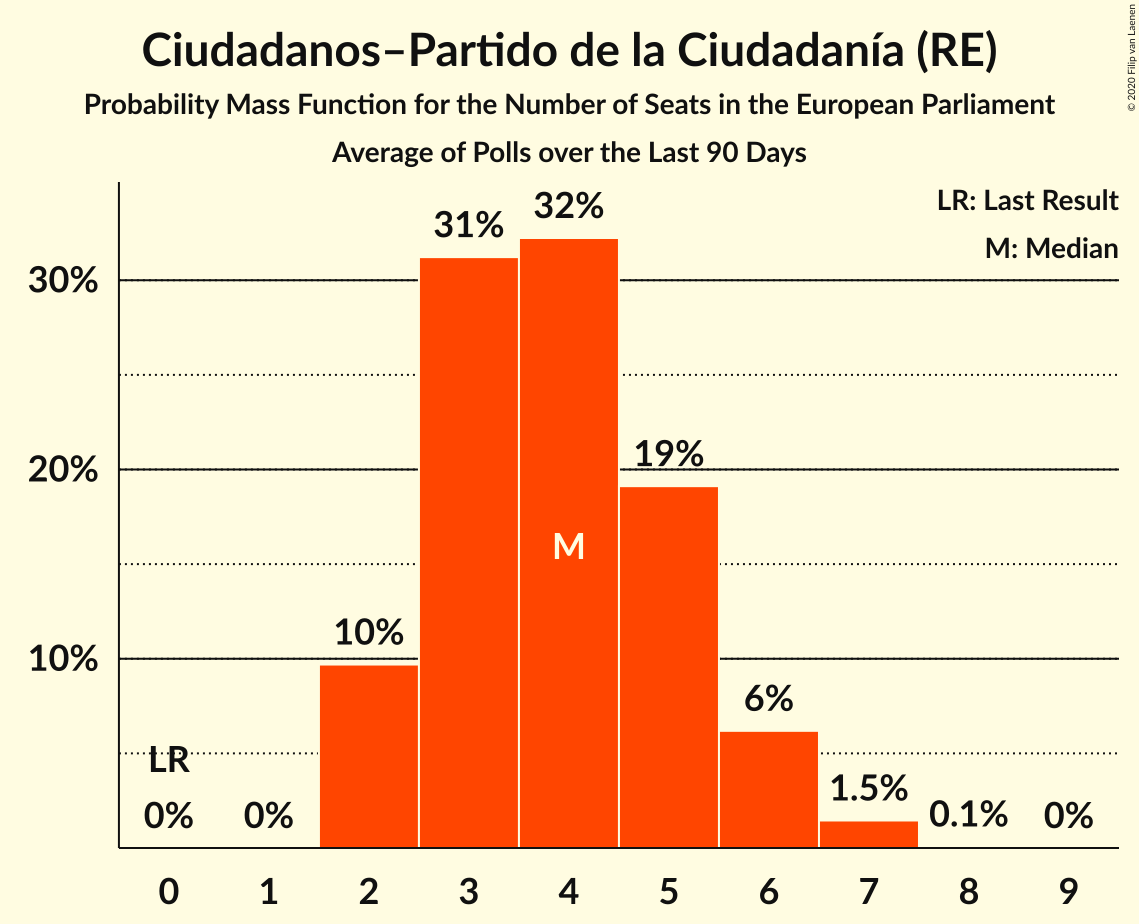 Ciudadanos–Partido de la Ciudadanía (RE)
Probability Mass Function for the Number of Seats in the European Parliament
Average of Polls over the Last 90 Days
© 2020 Filip van Laenen
LR: Last Result
M: Median
30%
20%
10%
LR
0%
0%
10%
31%
32%
M
19%
6%
1.5%
0.1%
0%
0 1 2 3 4 5 6 7 8 9